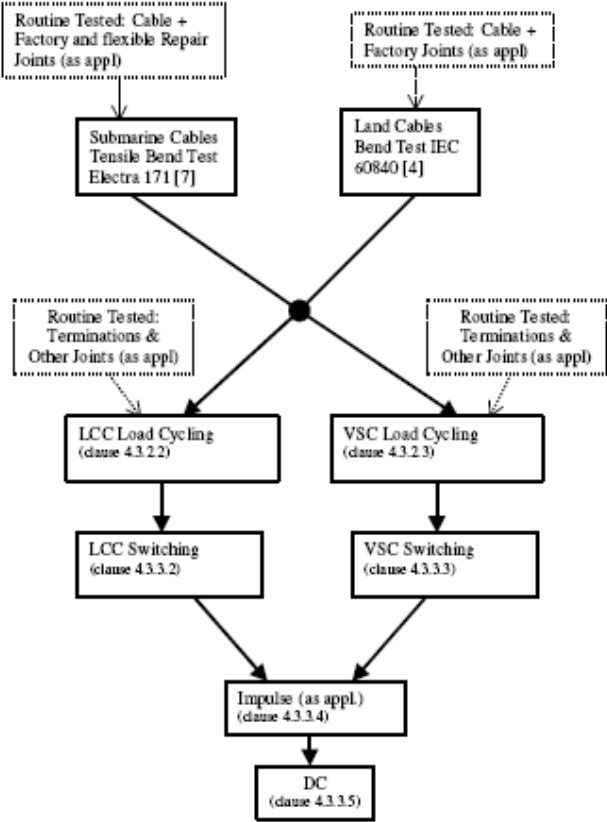 Routine Tested: Cable +
Factory and flexible Repair
Joints (as appl)
Routine Tested: Cable +
Factory Joints (as appl)
Submarine Cables
Tensile Bend Test
Electra 171 [7]
Land Cables
Bend Test IEC
60840 [4]
Routine Tested:
Terminations &
Other Joints (as appl)
Routine Tested:
Terminations &
Other Joints (as appl)
LCC Load Cycling
(clause 4.3.2.2)
VSC Load Cycling
(clause 4.3.2.3)
LCC Switching
(clause 4.3.3.2)
VSC Switching
(clause 4.3.3.3)
Impulse (as appl.)
(clause 4.3.3.4)
DC
(clause 4.3.3.5)